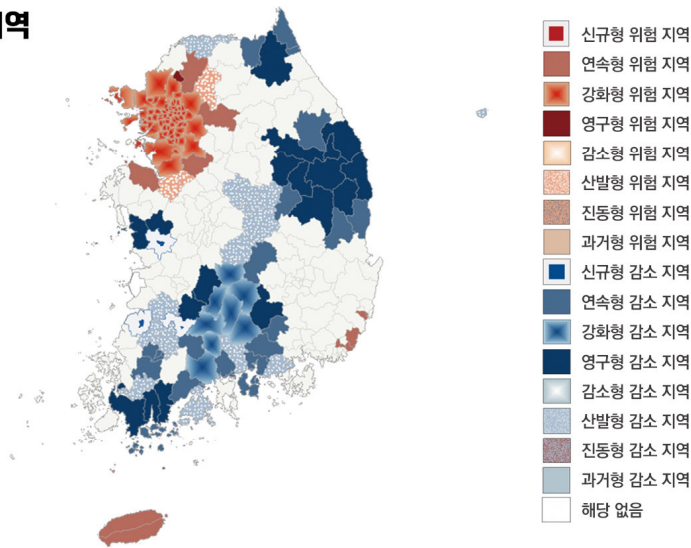 역
신규형 위험 지역
연속형 위험 지역
강화형 위험 지역
영구형 위험 지역
감소형 위험 지역
산발형 위험 지역
진동형 위험 지역
과거형 위험 지역
신규형 감소 지역
연속형 감소 지역
강화형 감소 지역
영구형 감소 지역
감소형 감소 지역
산발형 감소 지역
진동형 감소 지역
과거형 감소 지역
해당 없음